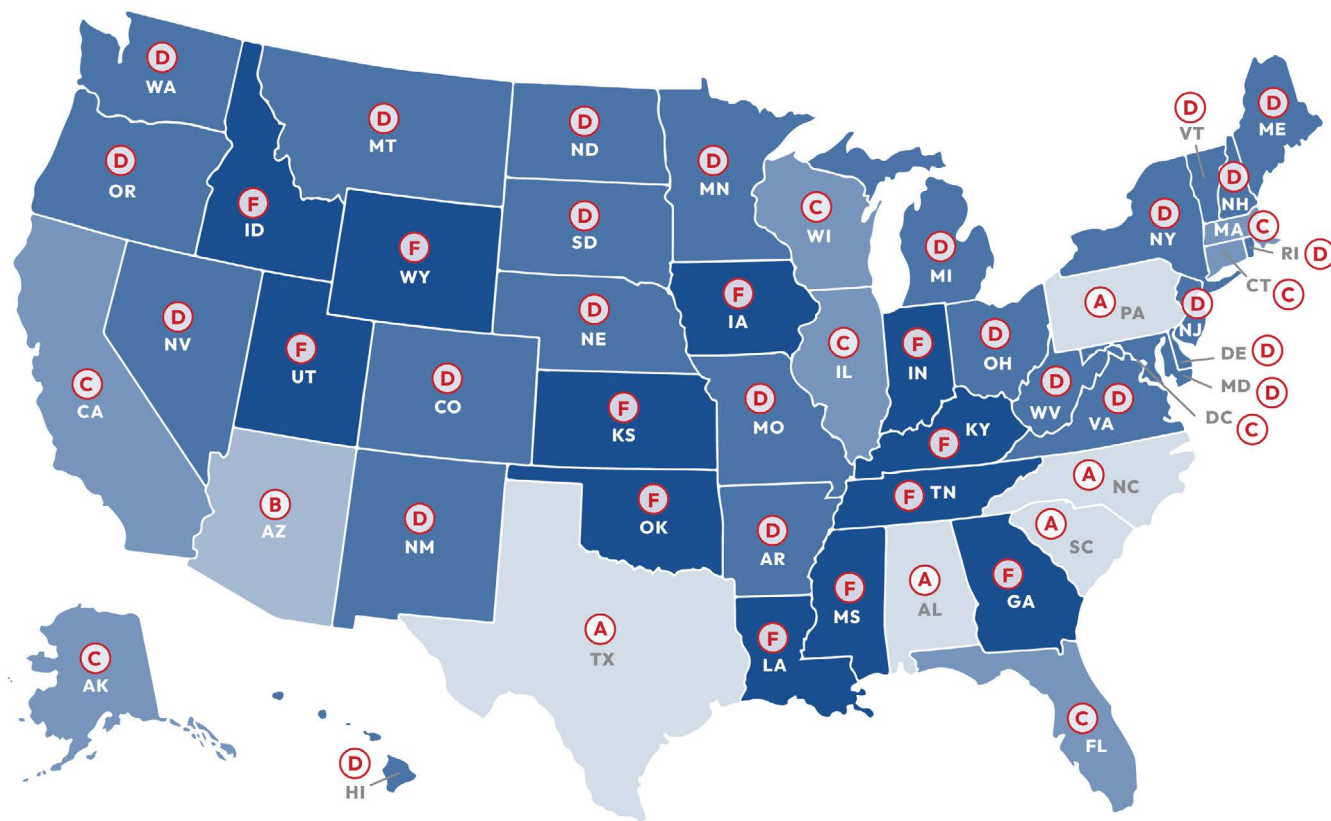 D
WA
D
OR
C
CA
D
NV
F
ID
D
MT
F
WY
F
UT
D
CO
B
AZ
D
NM
D
ND
D
SD
D
NE
F
KS
F
OK
A
TX
D
MN
F
IA
D
MO
D
AR
F
LA
C
WI
C
IL
D
MI
F
IN
D
OH
F
KY
F
TN
F
MS
A
AL
F
GA
C
FL
A
SC
A
NC
D
VA
D
WV
A
PA
D
NY
D
VT
D
NH
D
ME
MA
C
RI
D
CT
C
D
NJ
DE
D
MD
D
DC
C
C
AK
D
HI